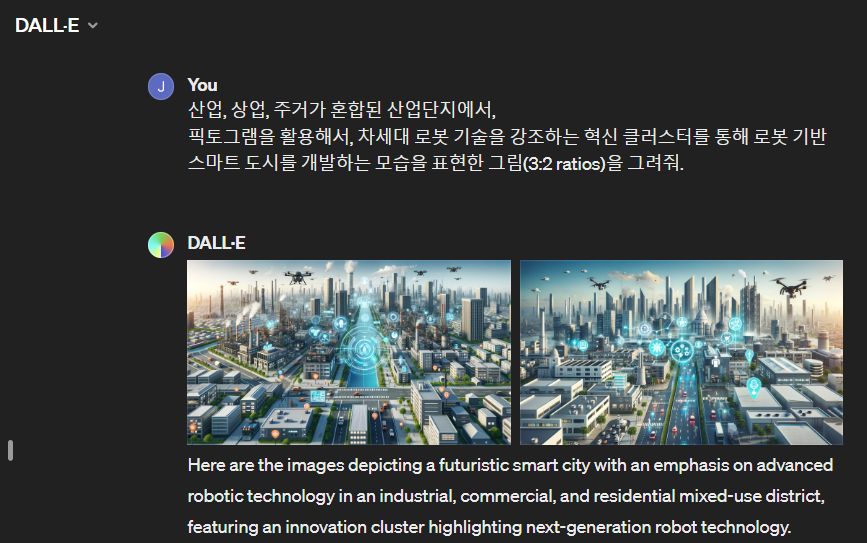 DALL·E
J
You
산업, 상업, 주거가 혼합된 산업단지에서,
픽토그램을 활용해서, 차세대 로봇 기술을 강조하는 혁신 클러스터를 통해 로봇 기반
스마트 도시를 개발하는 모습을 표현한 그림(3:2 ratios)을 그려줘.
DALL·E
Here are the images depicting a futuristic smart city with an emphasis on advanced
robotic technology in an industrial, commercial, and residential mixed-use district,
featuring an innovation cluster highlighting next-generation robot technology.